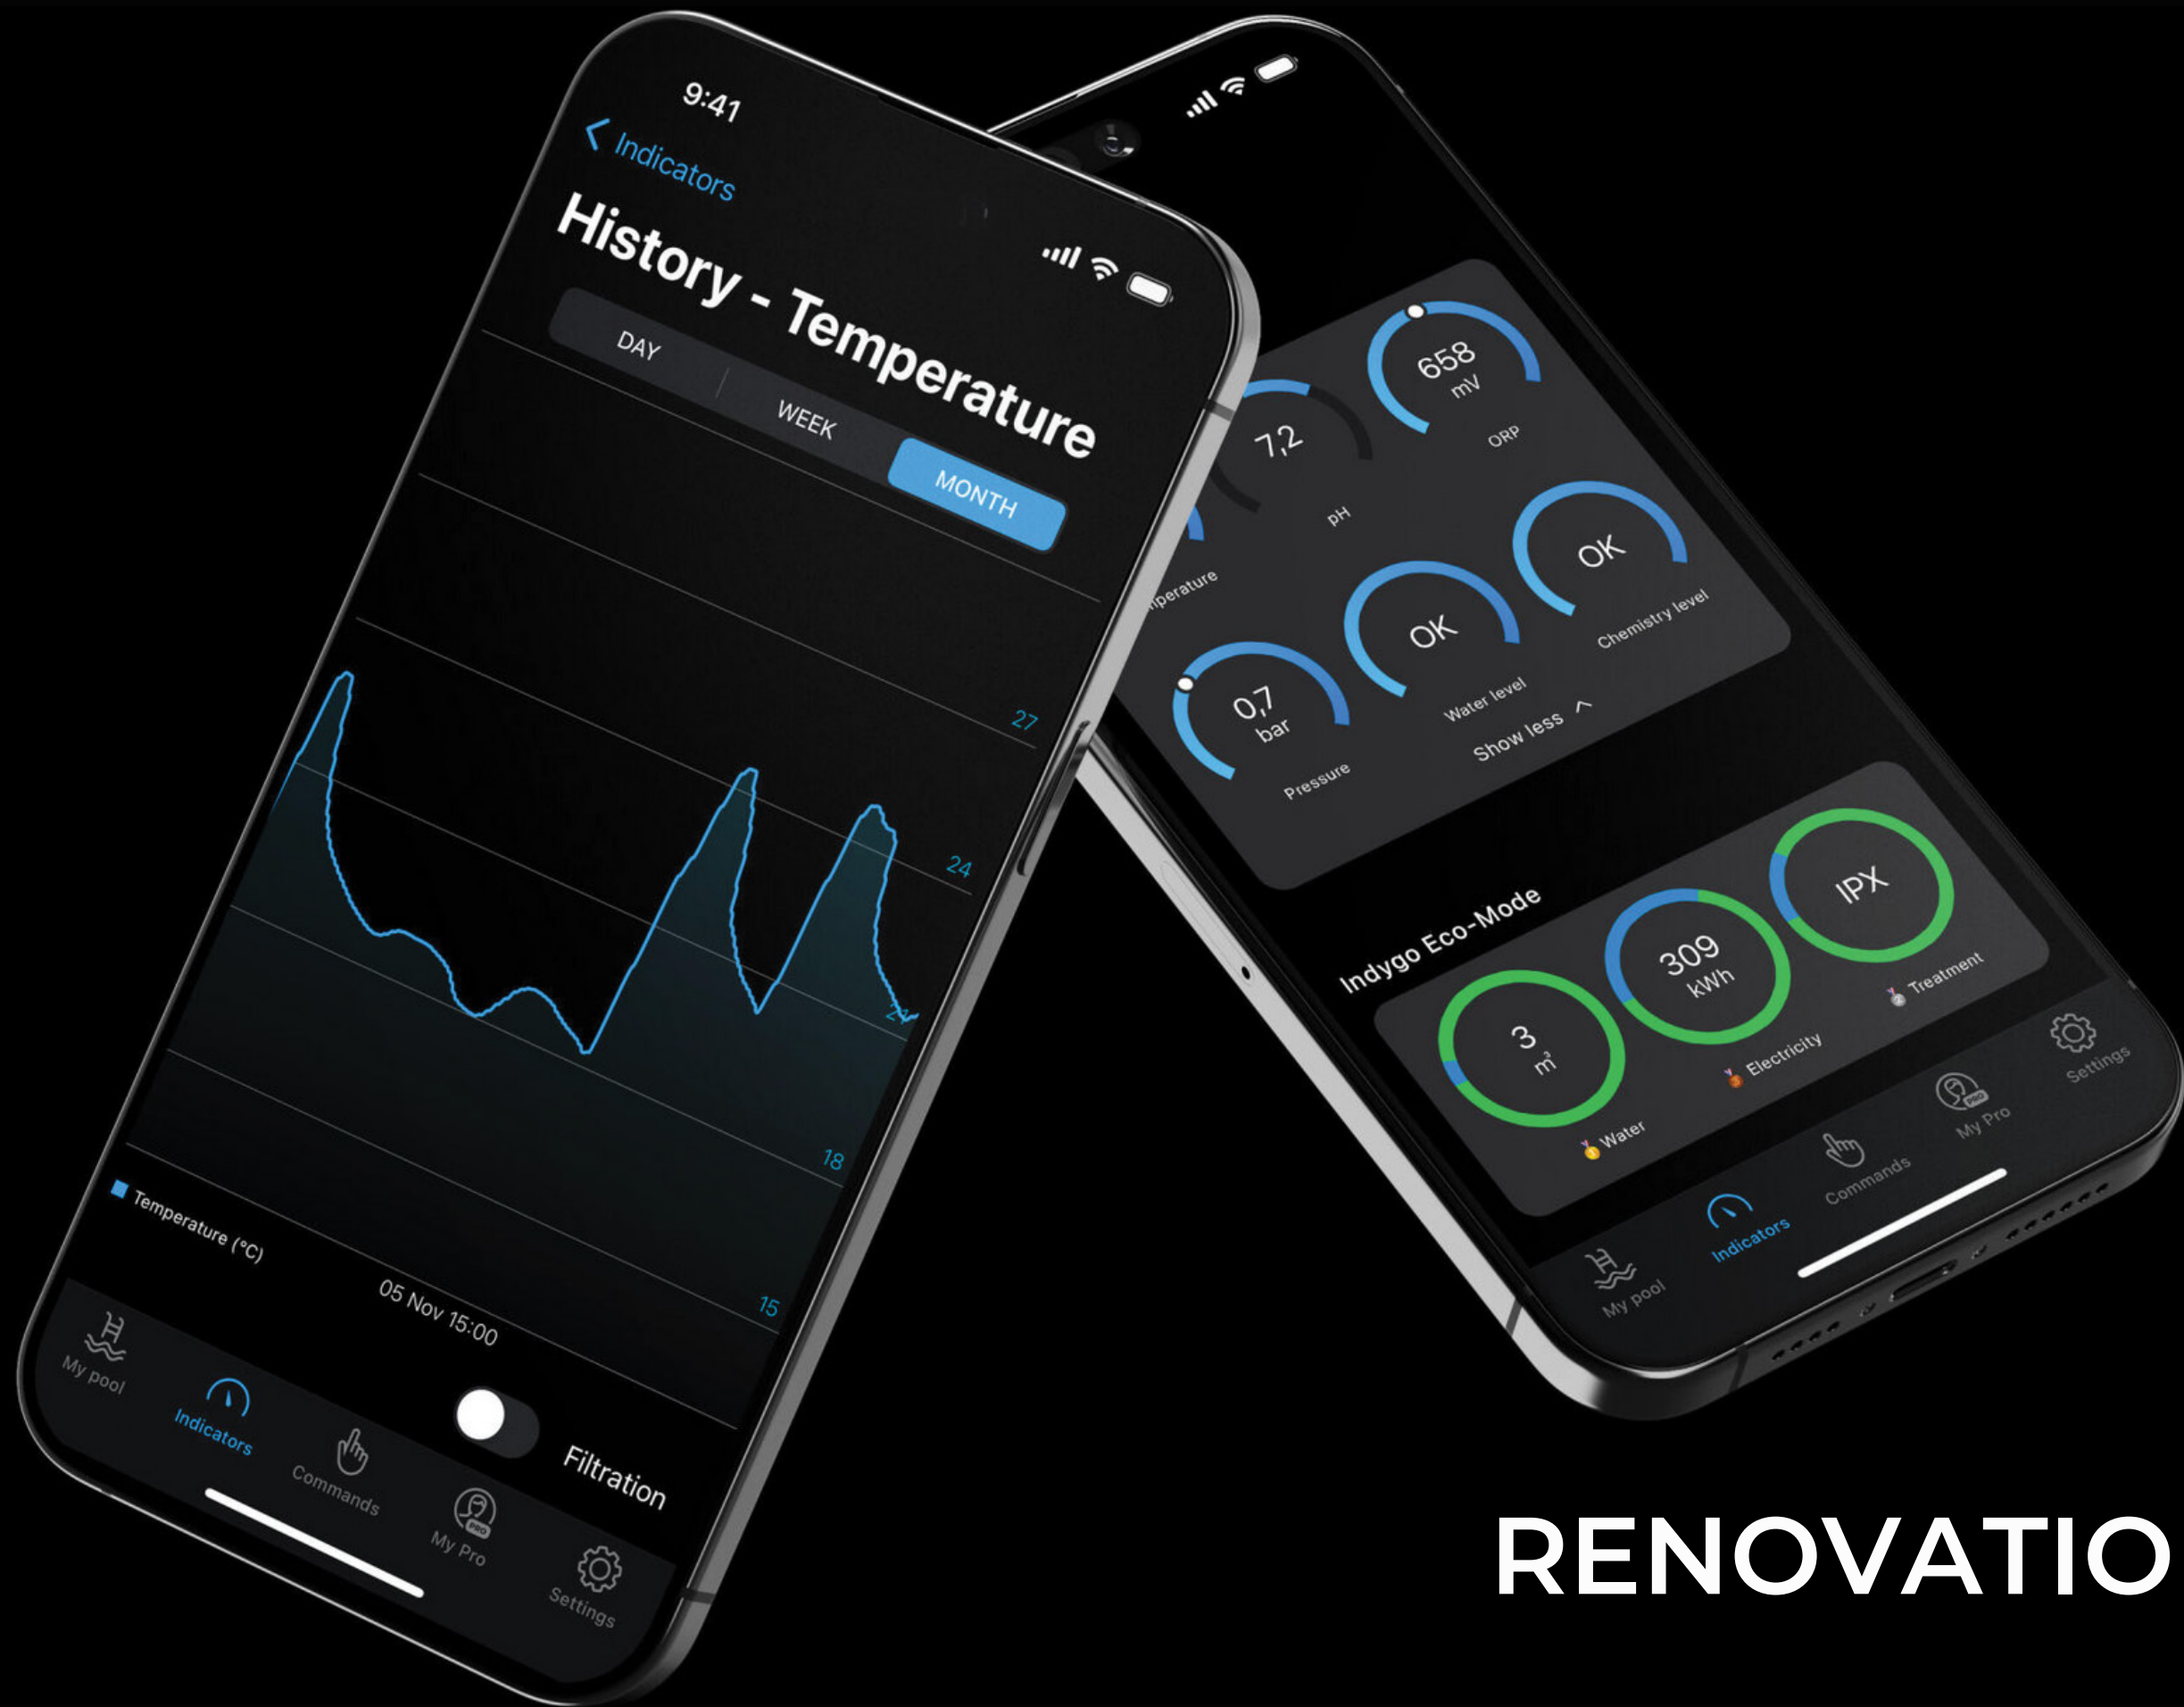 9:41
Indicators
History - Temperature
DAY
WEEK
MONTH
27
24
21
18
15
Temperature (°C)
05 Nov 15:00
Filtration
My pool
Indicators
Commands
My Pro
PRO
Settings
7,2
pH
658
mV
ORP
mperature
0,7
bar
Pressure
OK
Water level
OK
Chemistry level
Show less
Indygo Eco-Mode
3
m³
Water
309
kWh
Electricity
IPX
Treatment
My pool
Indicators
Commands
My Pro
PRO
Settings
RENOVATIO